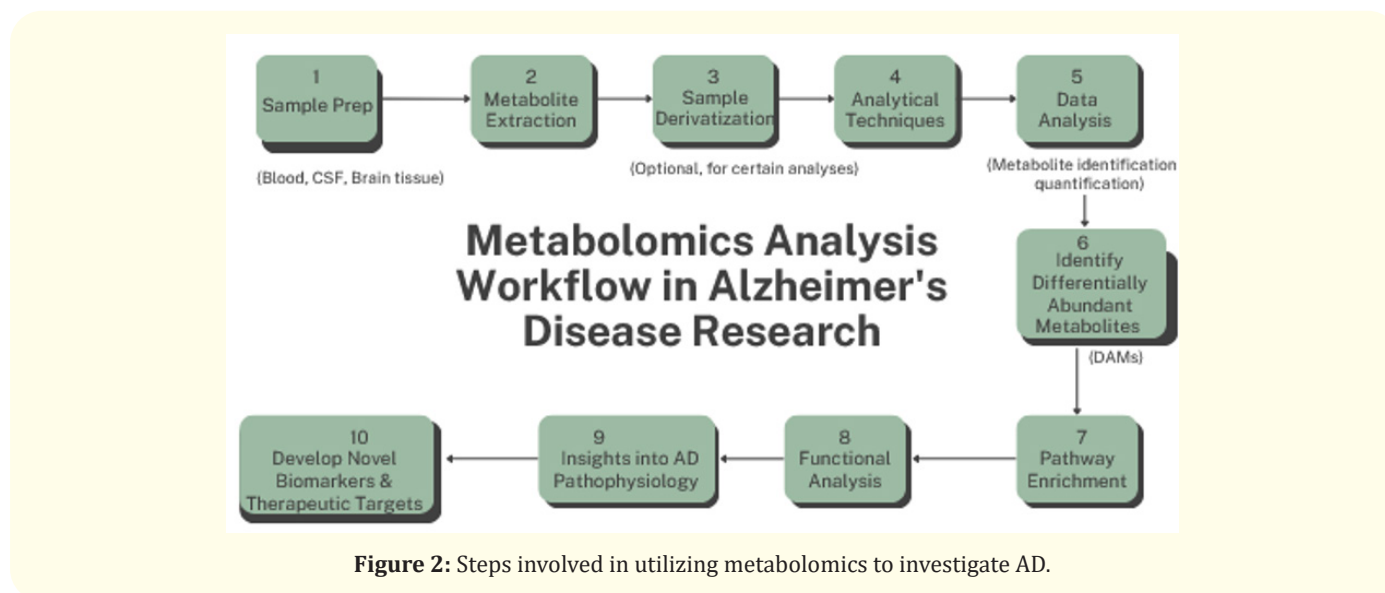 1
Sample Prep
(Blood, CSF, Brain tissue)
2
Metabolite
Extraction
3
Sample
Derivatization
(Optional, for certain analyses)
4
Analytical
Techniques
5
Data
Analysis
(Metabolite identification
quantification)
Metabolomics Analysis
Workflow in Alzheimer's
Disease Research
6
Identify
Differentially
Abundant
Metabolites
(DAMs)
7
Pathway
Enrichment
8
Functional
Analysis
9
Insights into AD
Pathophysiology
10
Develop Novel
Biomarkers &
Therapeutic Targets
Figure 2: Steps involved in utilizing metabolomics to investigate AD.